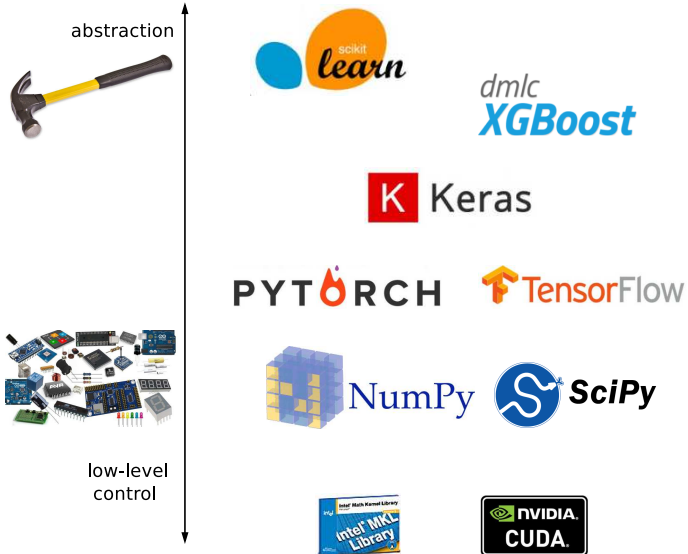 abstraction
scikit
learn
dmlc
XGBoost
K Keras
PYTORCH
TensorFlow
NumPy
SciPy
low-level
control
Intel® Math Kernel Library
intel
Intel® MKL
Library
NVIDIA.
CUDA.